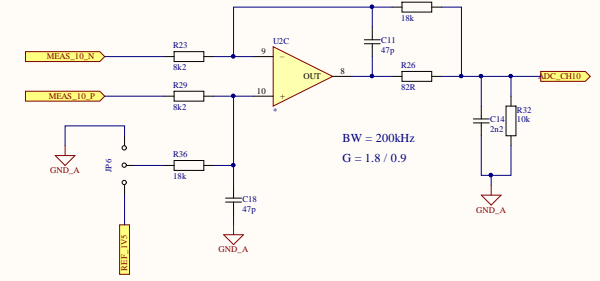 18k
R23
U2C
C11
47p
MEAS_10_N
8k2
9
R29
OUT
8
R26
ADC_CH10
MEAS_10_P
8k2
10
+
82R
*
C14
2n2
R32
10k
BW = 200kHz
G = 1.8 / 0.9
JP6
R36
18k
GND_A
C18
47p
GND_A
GND_A
REF_1V5